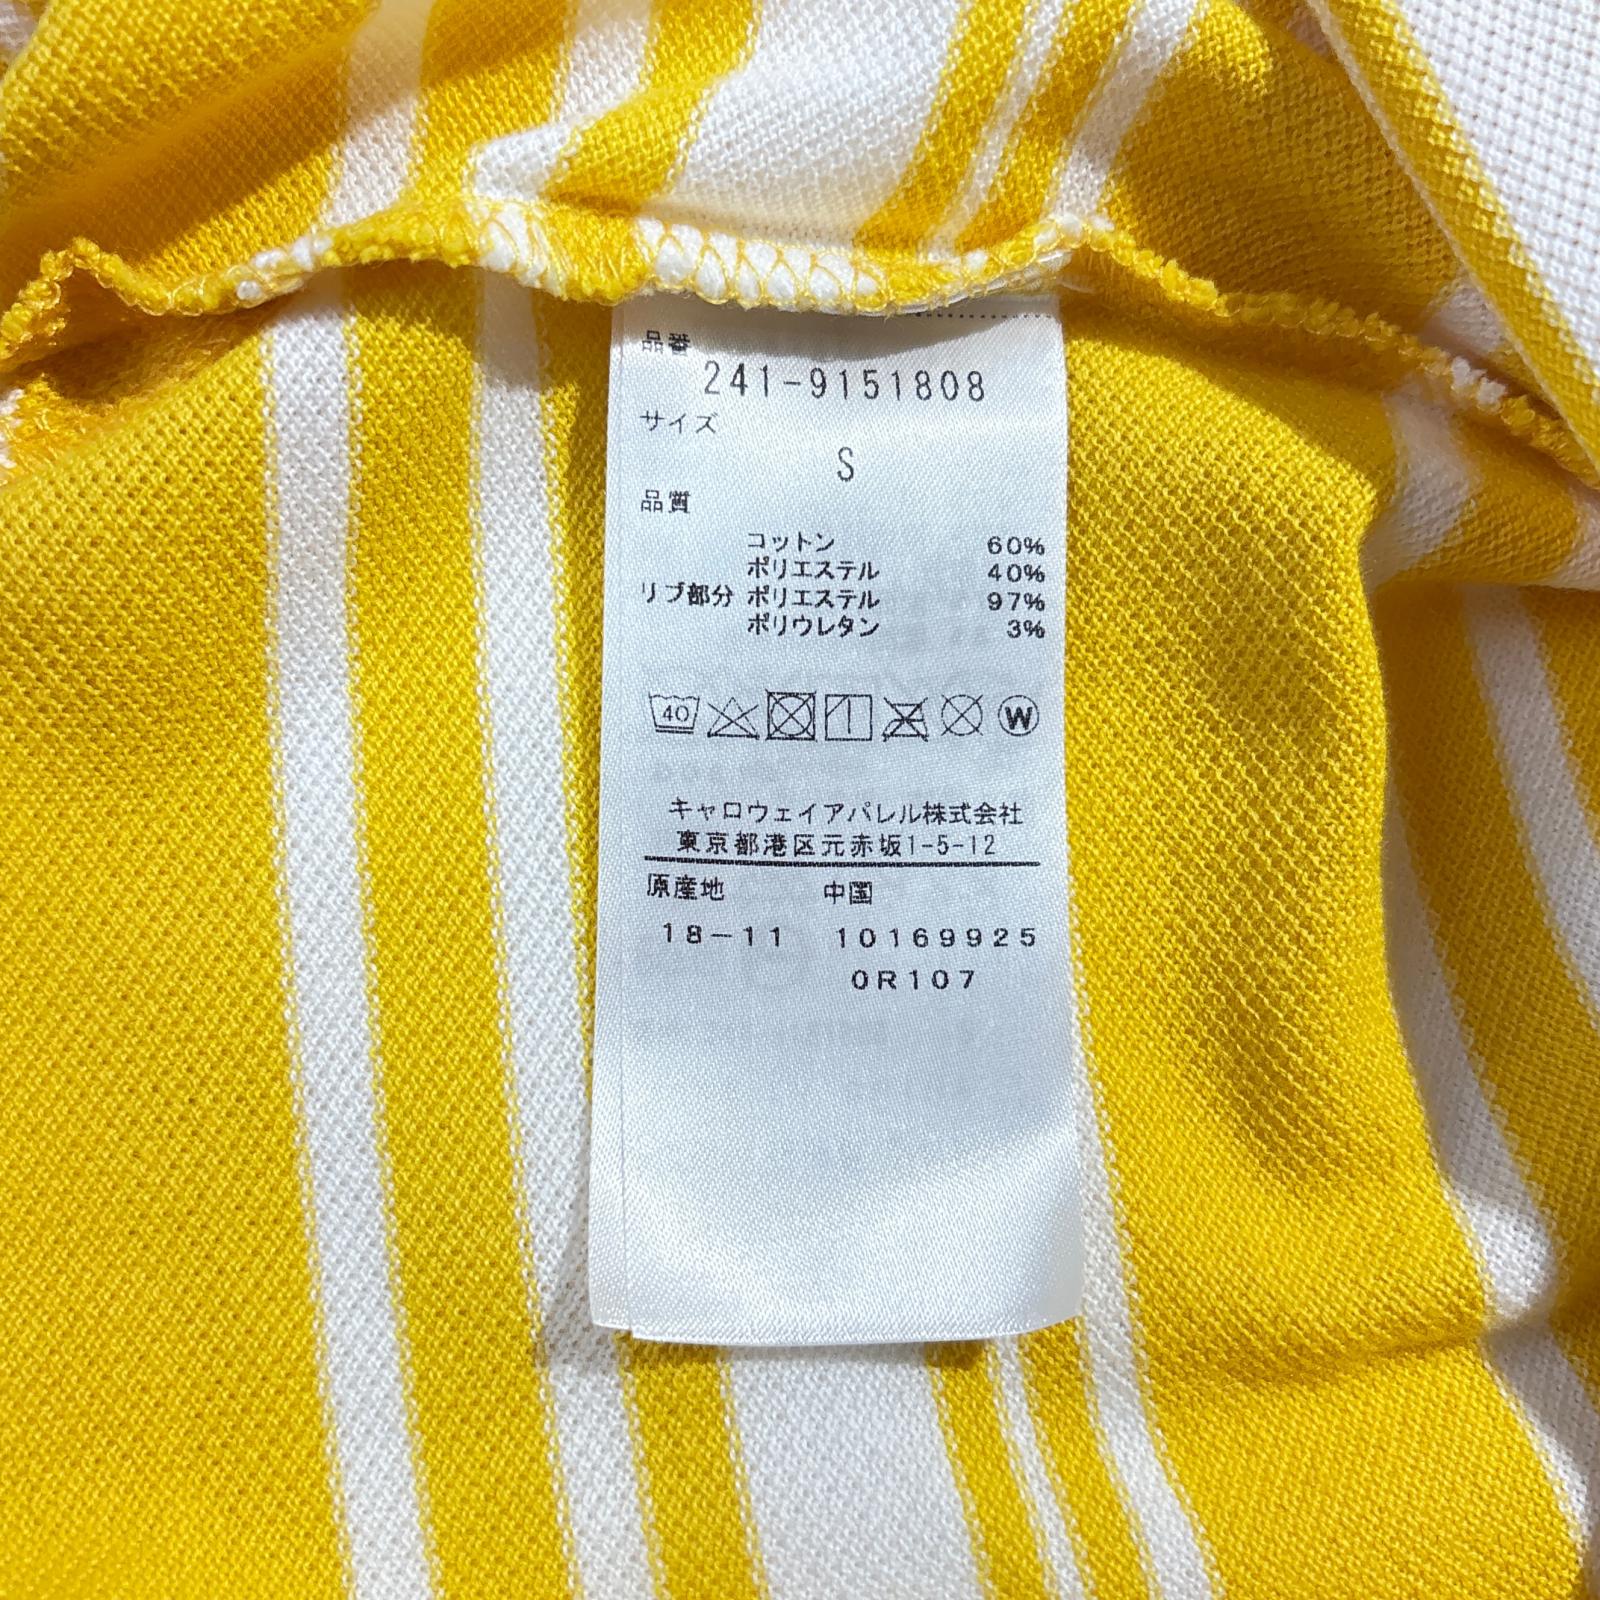 品番
241-9151808
サイズ
S
品質
コットン 60%
ポリエステル 40%
リブ部分 ポリエステル 97%
ポリウレタン 3%
40 W
キャロウェイアパレル株式会社
東京都港区元赤坂1-5-12
原産地 中国
18-11 10169925
0R107